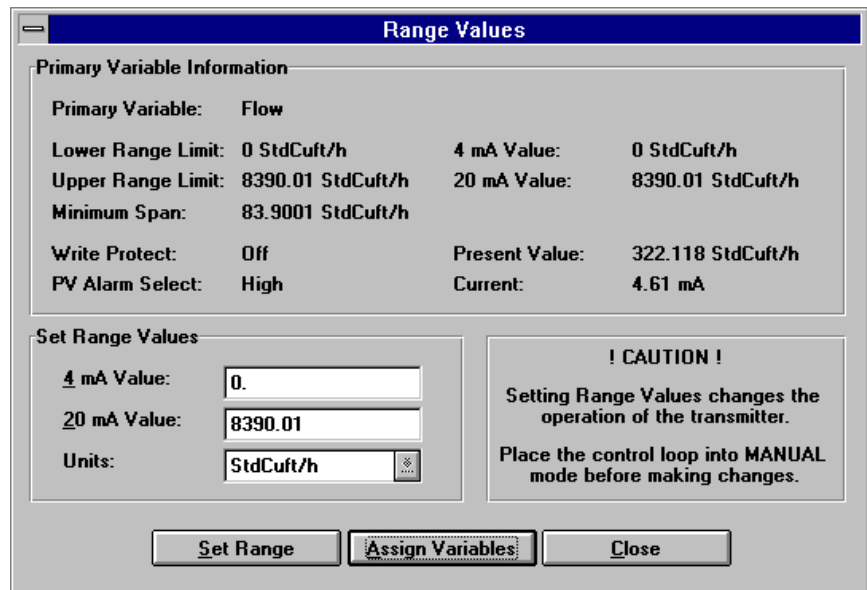 Range Values
Primary Variable Information
Primary Variable: Flow
Lower Range Limit: 0 StdCuft/h 4 mA Value: 0 StdCuft/h
Upper Range Limit: 8390.01 StdCuft/h 20 mA Value: 8390.01 StdCuft/h
Minimum Span: 83.9001 StdCuft/h
Write Protect: Off Present Value: 322.118 StdCuft/h
PV Alarm Select: High Current: 4.61 mA
Set Range Values
4 mA Value: 0.
20 mA Value: 8390.01
Units: StdCuft/h
! CAUTION !
Setting Range Values changes the
operation of the transmitter.
Place the control loop into MANUAL
mode before making changes.
Set Range Assign Variables Close